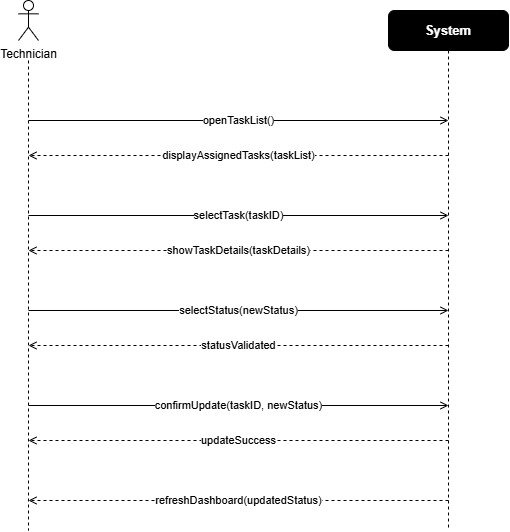 System
Technician
openTaskList()
displayAssignedTasks(taskList)
selectTask(taskID)
showTaskDetails(taskDetails)
selectStatus(newStatus)
statusValidated
confirmUpdate(taskID, newStatus)
updateSuccess
refreshDashboard(updatedStatus)